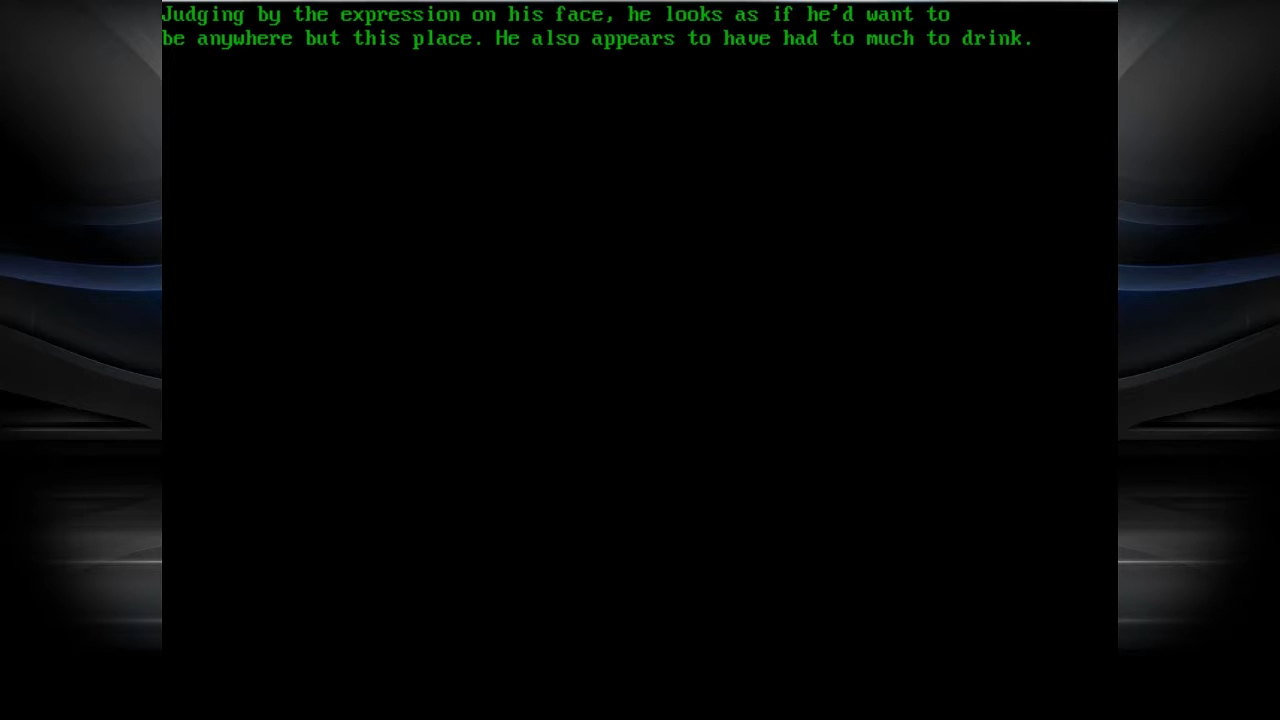 Judging by the expression on his face, he looks as if he'd want to
be anywhere but this place. He also appears to have had to much to drink.